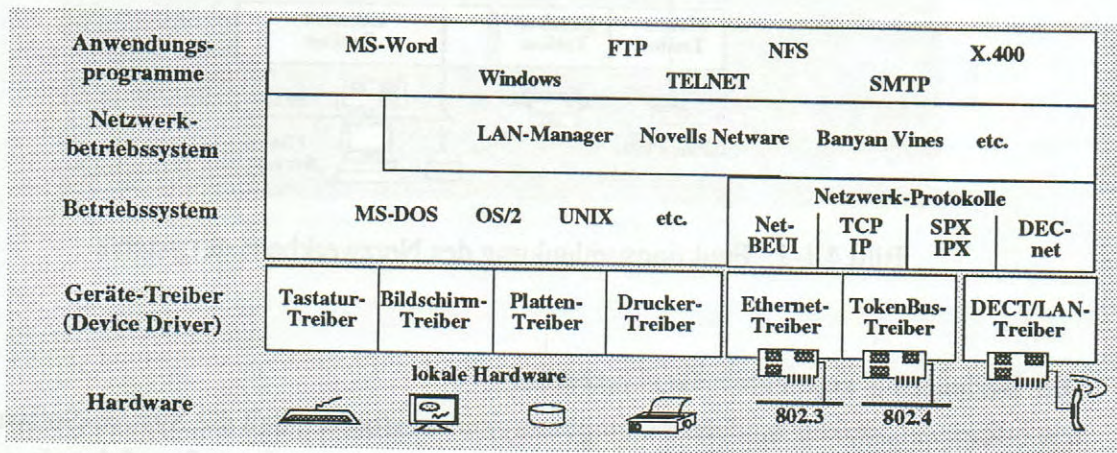 Anwendungs-
programme
MS-Word FTP NFS X.400
Windows TELNET SMTP
Netzwerk-
betriebssystem
LAN-Manager Novells Netware Banyan Vines etc.
Betriebssystem
MS-DOS OS/2 UNIX etc.
Netzwerk-Protokolle
Net-
BEUI
TCP
IP
SPX
IPX
DEC-
net
Geräte-Treiber
(Device Driver)
Tastatur-
Treiber
Bildschirm-
Treiber
Platten-
Treiber
Drucker-
Treiber
Ethernet-
Treiber
TokenBus-
Treiber
DECT/LAN-
Treiber
Hardware
lokale Hardware
802.3
802.4